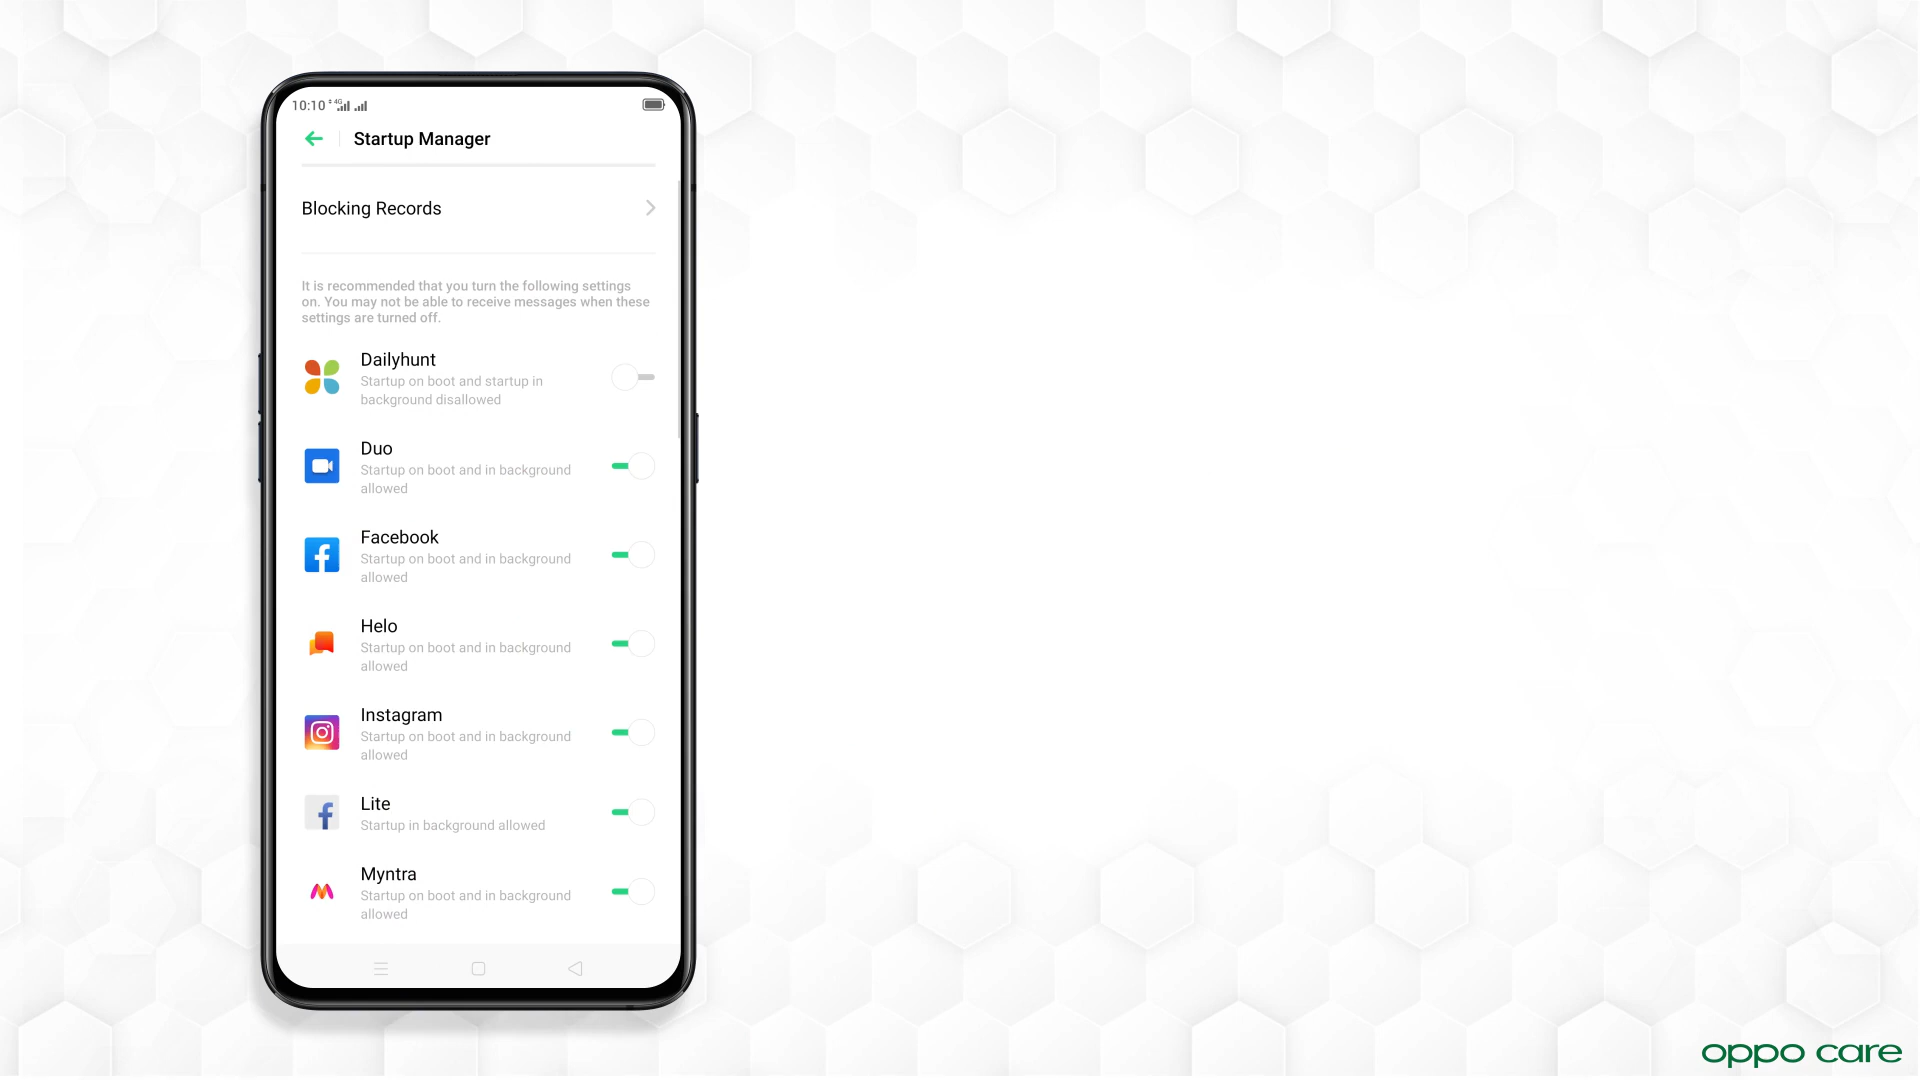 10:10 4G
Startup Manager
Blocking Records
It is recommended that you turn the following settings
on. You may not be able to receive messages when these
settings are turned off.
Dailyhunt
Startup on boot and startup in
background disallowed
Duo
Startup on boot and in background
allowed
Facebook
Startup on boot and in background
allowed
Helo
Startup on boot and in background
allowed
Instagram
Startup on boot and in background
allowed
Lite
Startup in background allowed
Myntra
Startup on boot and in background
allowed
oppo care